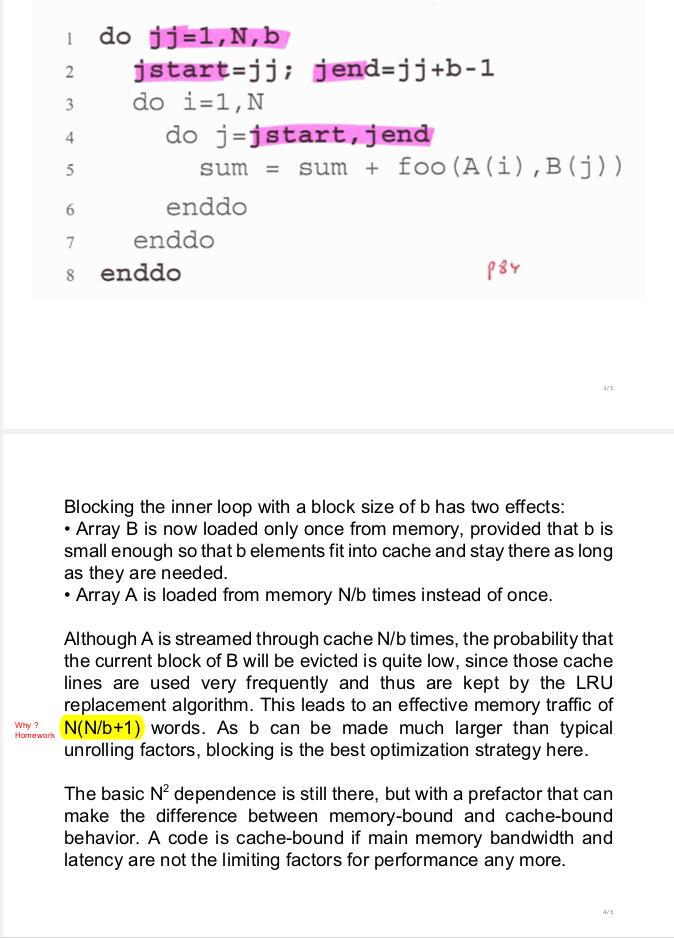 1 do jj=1,N,b
2 jstart=jj; jend=jj+b-1
3 do i=1,N
4 do j=jstart,jend
5 sum = sum + foo(A(i),B(j))
6 enddo
7 enddo
8 enddo
p84
3/5
Blocking the inner loop with a block size of b has two effects:
• Array B is now loaded only once from memory, provided that b is
small enough so that b elements fit into cache and stay there as long
as they are needed.
• Array A is loaded from memory N/b times instead of once.
Although A is streamed through cache N/b times, the probability that
the current block of B will be evicted is quite low, since those cache
lines are used very frequently and thus are kept by the LRU
replacement algorithm. This leads to an effective memory traffic of
Why ?
Homework
N(N/b+1) words. As b can be made much larger than typical
unrolling factors, blocking is the best optimization strategy here.
The basic N² dependence is still there, but with a prefactor that can
make the difference between memory-bound and cache-bound
behavior. A code is cache-bound if main memory bandwidth and
latency are not the limiting factors for performance any more.
4/5